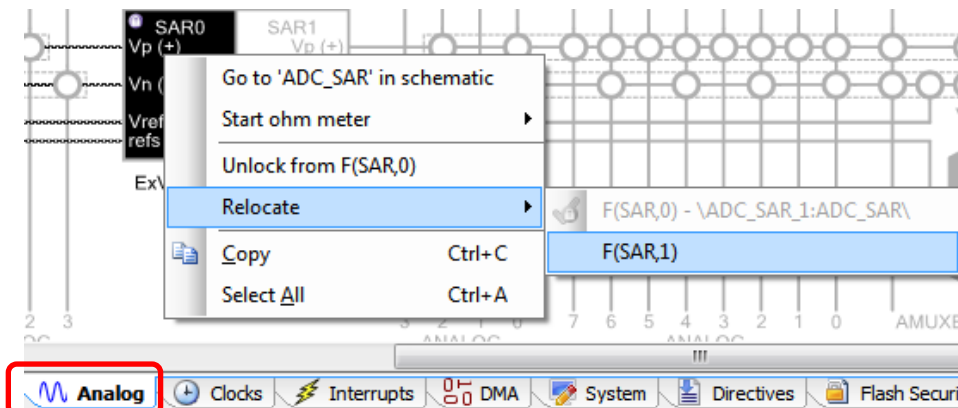 SAR0 SAR1
Vp (+) Vp (+)
Go to 'ADC_SAR' in schematic
Vn (
Start ohm meter
Vref
refs
Unlock from F(SAR,0)
Relocate
F(SAR,0) - \ADC_SAR_1:ADC_SAR\
Copy Ctrl+C
F(SAR,1)
Select All Ctrl+A
2 3 3 2 1 0 7 6 5 4 3 2 1 0 AMUXB
ANALOG ANALOG
Analog Clocks Interrupts DMA System Directives Flash Securi